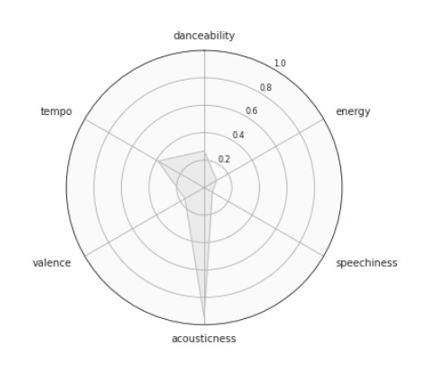 danceability
1.0
0.8
tempo
energy
0.6
0.4
0.2
valence
speechiness
acousticness